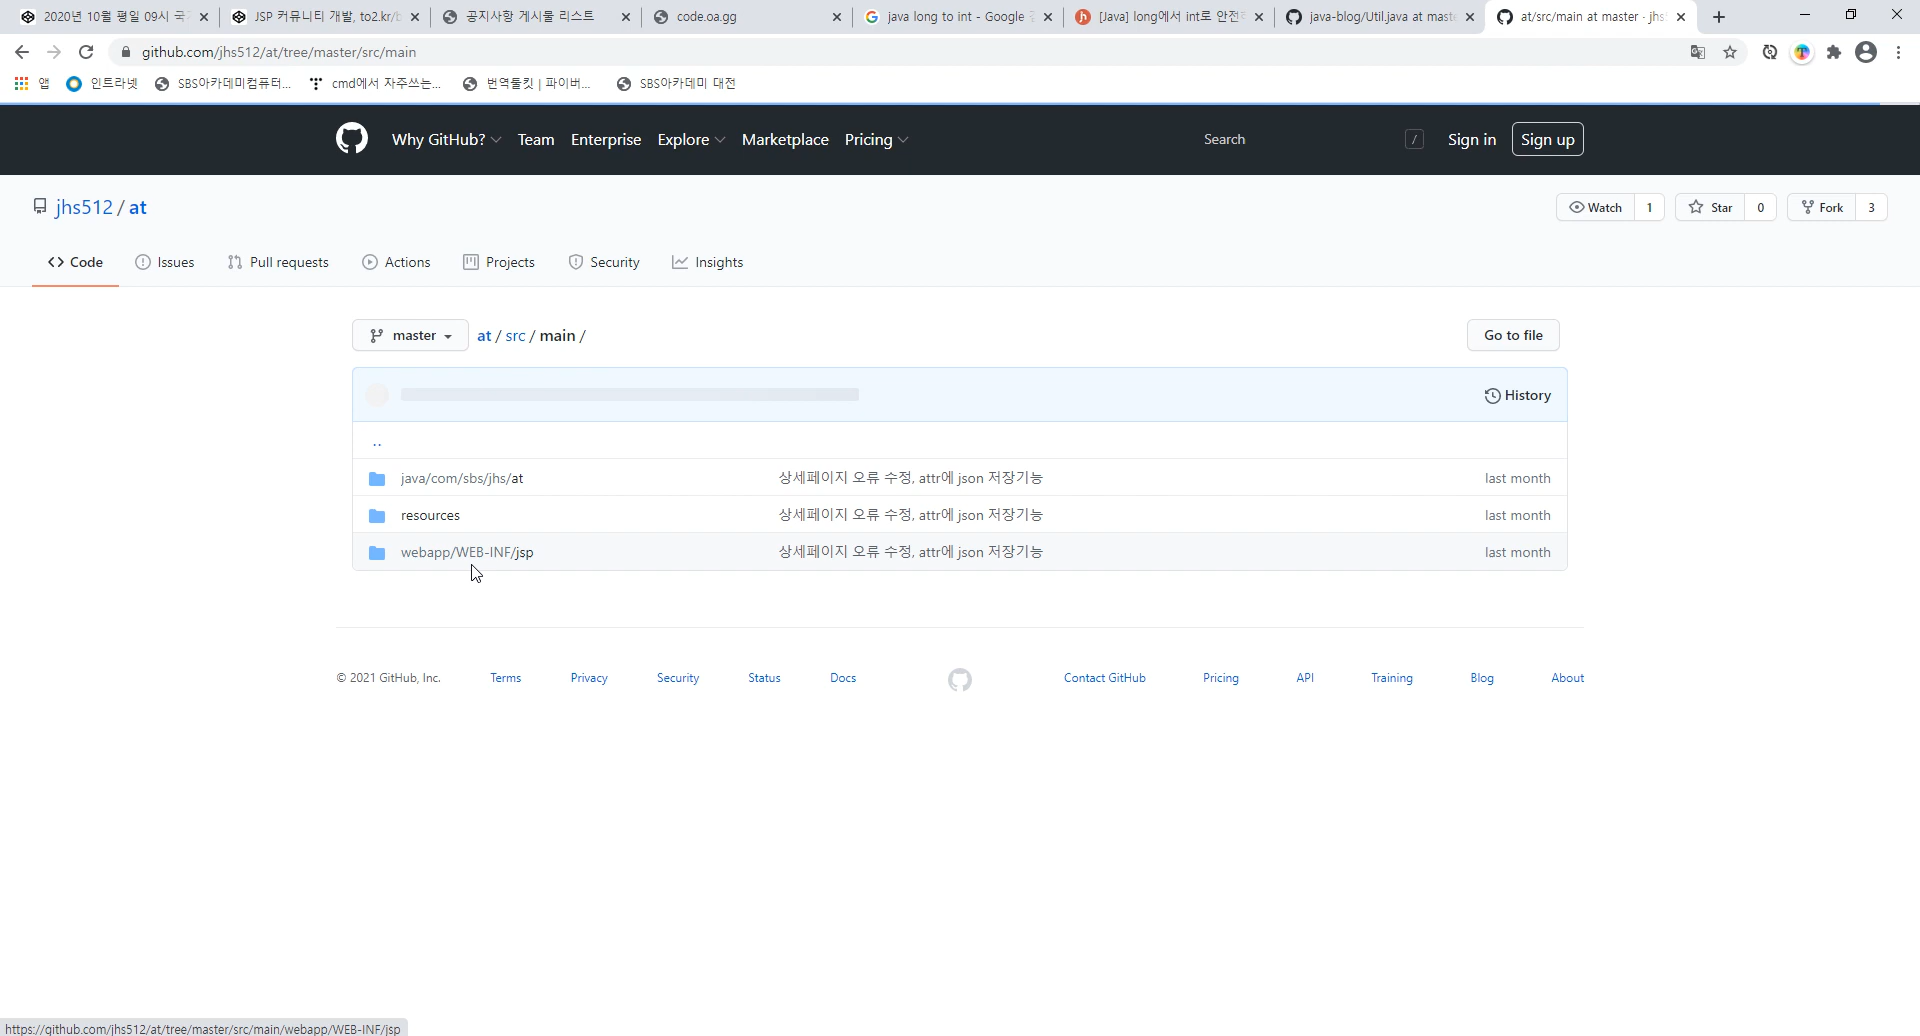 2020년 10월 평일 09시 국
JSP 커뮤니티 개발, to2.kr/b
공지사항 게시물 리스트
code.oa.gg
java long to int - Google
[Java] long에서 int로 안전
java-blog/Util.java at maste
at/src/main at master · jhs
github.com/jhs512/at/tree/master/src/main
앱
인트라넷
SBS아카데미컴퓨터...
cmd에서 자주쓰는...
번역툴킷 | 파이버...
SBS아카데미 대전
Why GitHub?
Team
Enterprise
Explore
Marketplace
Pricing
Search
/
Sign in
Sign up
jhs512 / at
Watch 1
Star 0
Fork 3
Code
Issues
Pull requests
Actions
Projects
Security
Insights
master
at / src / main /
Go to file
History
..
java/com/sbs/jhs/at 상세페이지 오류 수정, attr에 json 저장기능 last month
resources 상세페이지 오류 수정, attr에 json 저장기능 last month
webapp/WEB-INF/jsp 상세페이지 오류 수정, attr에 json 저장기능 last month
© 2021 GitHub, Inc.
Terms
Privacy
Security
Status
Docs
Contact GitHub
Pricing
API
Training
Blog
About
https://github.com/jhs512/at/tree/master/src/main/webapp/WEB-INF/jsp